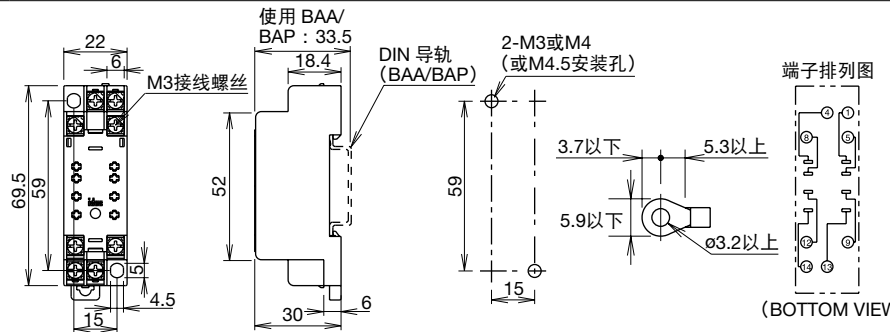 22
6
M3接线螺丝
69.5
59
5
4.5
15
使用 BAA/
BAP：33.5
18.4
DIN 导轨
（BAA/BAP）
52
6
30
2-M3或M4
（或M4.5安装孔）
59
15
3.7以下
5.3以上
5.9以下
ø3.2以上
端子排列图
④ ①
⑧ ⑤
⑫ ⑨
⑭ ⑬
（BOTTOM VIEW